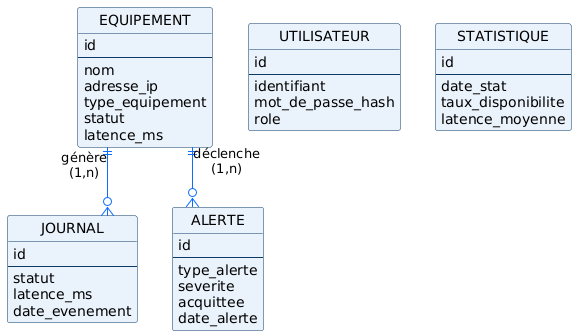 EQUIPEMENT
id
nom
adresse_ip
type_equipement
statut
latence_ms
UTILISATEUR
id
identifiant
mot_de_passe_hash
role
STATISTIQUE
id
date_stat
taux_disponibilite
latence_moyenne
génère
(1,n)
déclenche
(1,n)
JOURNAL
id
statut
latence_ms
date_evenement
ALERTE
id
type_alerte
severite
acquittee
date_alerte